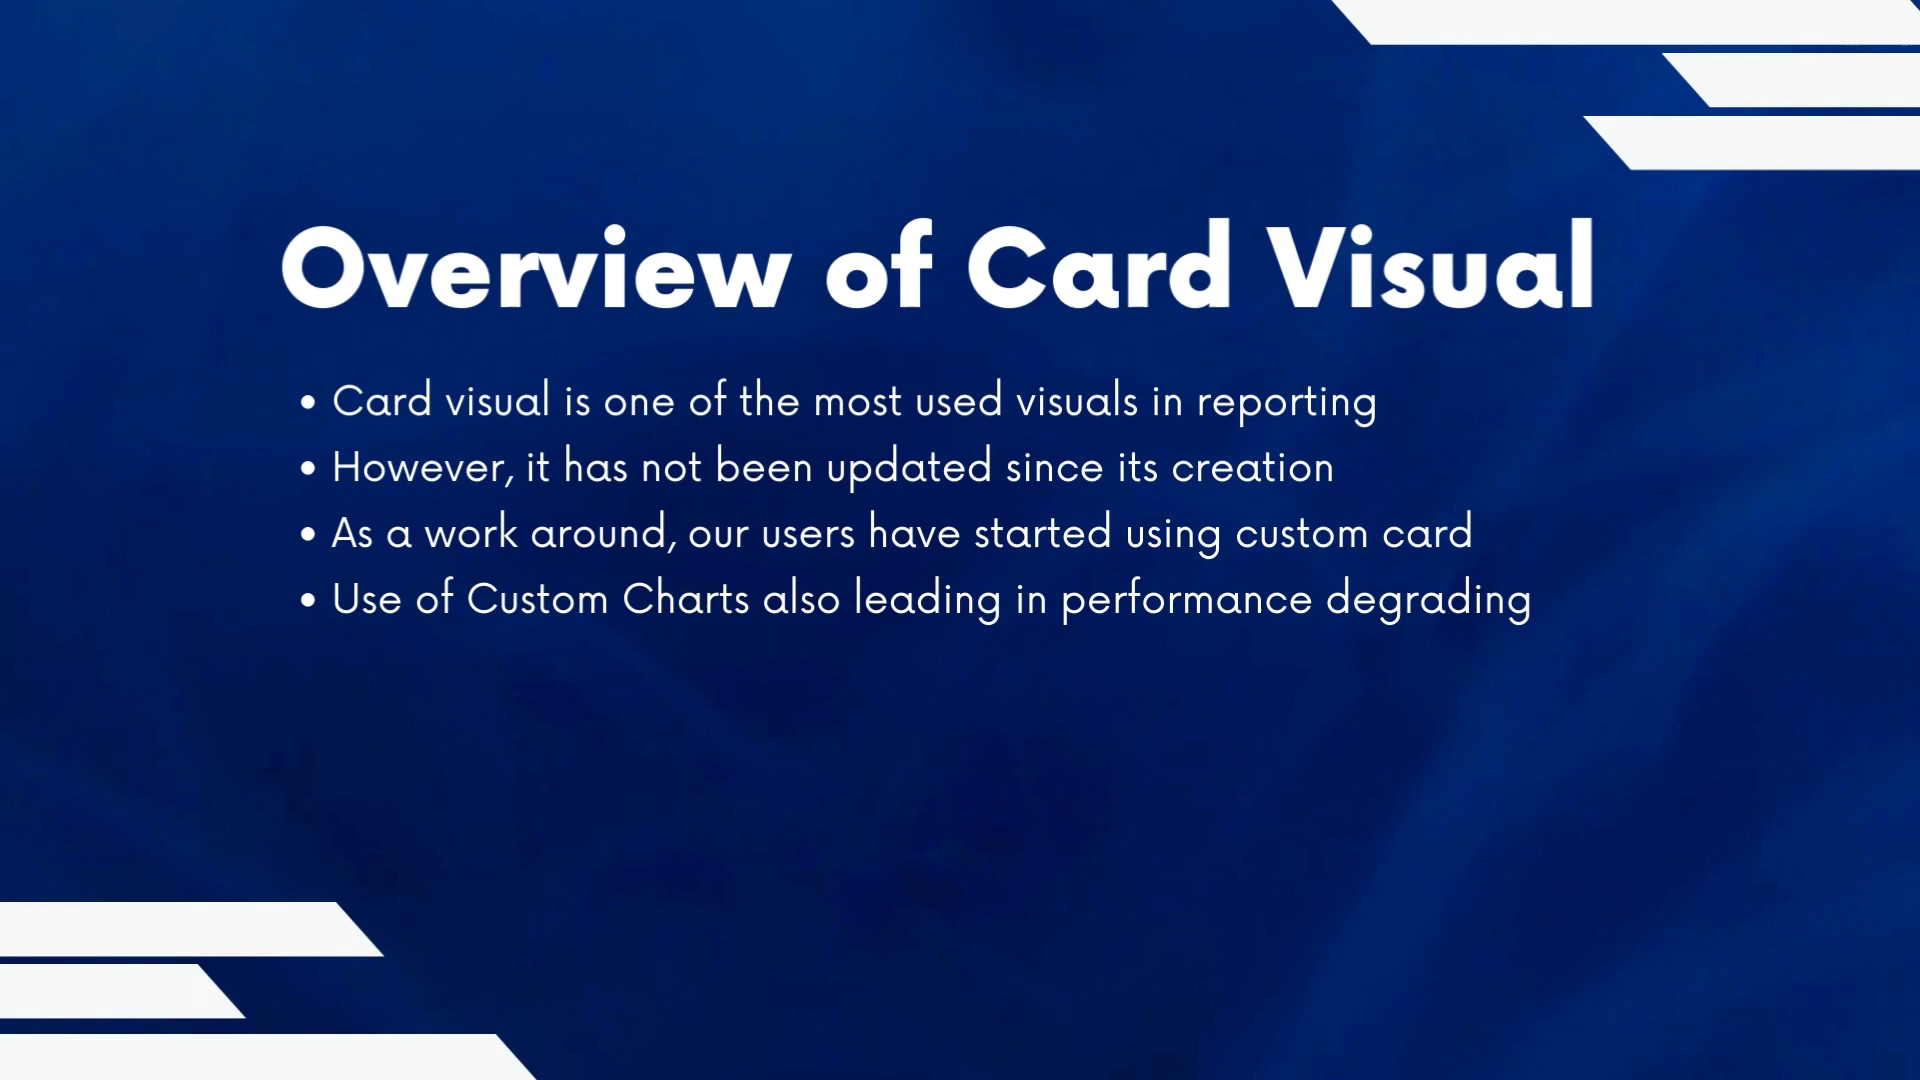 Overview of Card Visual
• Card visual is one of the most used visuals in reporting
• However, it has not been updated since its creation
• As a work around, our users have started using custom card
• Use of Custom Charts also leading in performance degrading